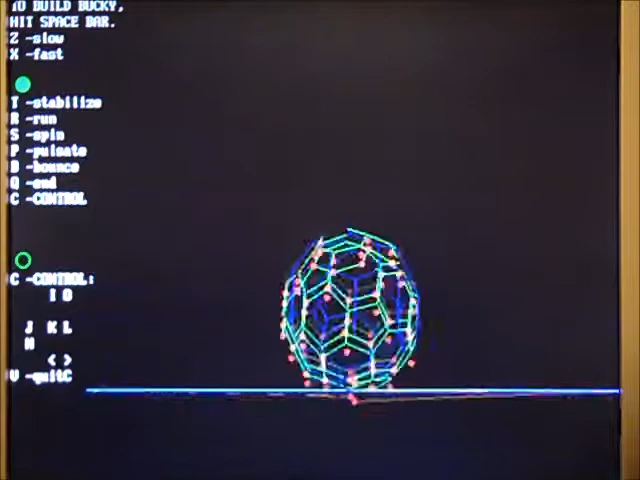 TO BUILD BUCKY,
HIT SPACE BAR.
Z -slow
X -fast
T -stabilize
R -run
S -spin
P -pulsate
B -bounce
Q -end
C -CONTROL
C -CONTROL:
I O
J K L
M
< >
V -quitC